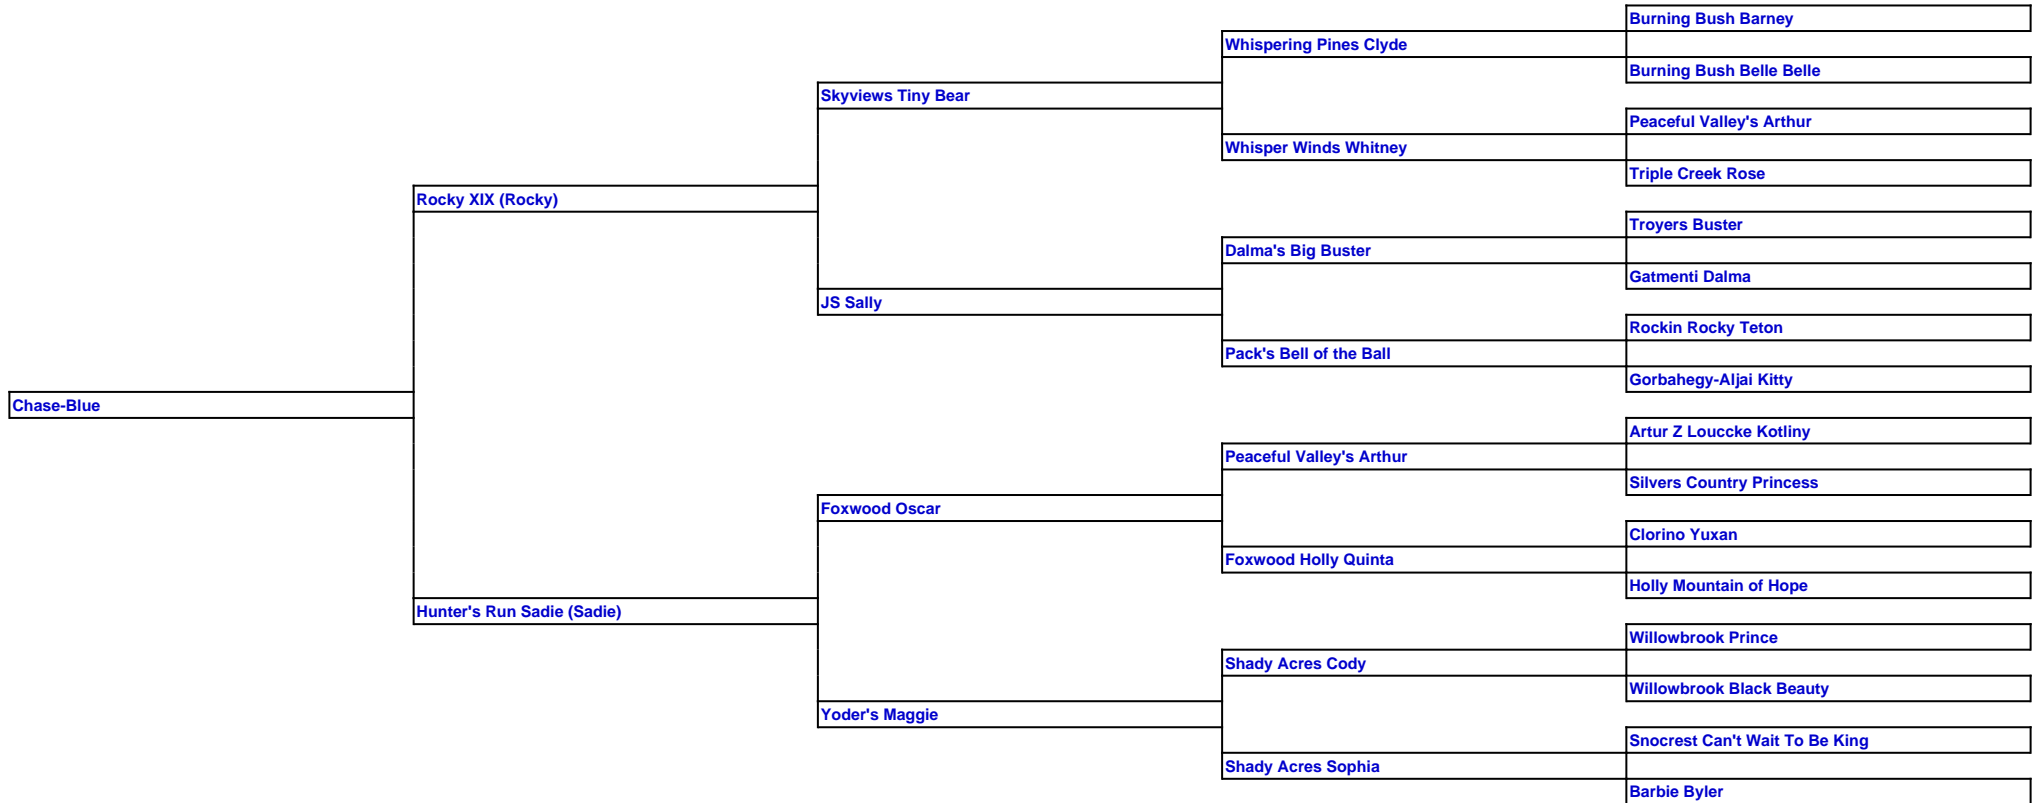 Burning Bush Barney
Whispering Pines Clyde
Burning Bush Belle Belle
Skyviews Tiny Bear
Peaceful Valley's Arthur
Whisper Winds Whitney
Triple Creek Rose
Rocky XIX (Rocky)
Troyers Buster
Dalma's Big Buster
Gatmenti Dalma
JS Sally
Rockin Rocky Teton
Pack's Bell of the Ball
Gorbahegy-Aljai Kitty
Chase-Blue
Artur Z Louccke Kotliny
Peaceful Valley's Arthur
Silvers Country Princess
Foxwood Oscar
Clorino Yuxan
Foxwood Holly Quinta
Holly Mountain of Hope
Hunter's Run Sadie (Sadie)
Willowbrook Prince
Shady Acres Cody
Willowbrook Black Beauty
Yoder's Maggie
Snocrest Can't Wait To Be King
Shady Acres Sophia
Barbie Byler